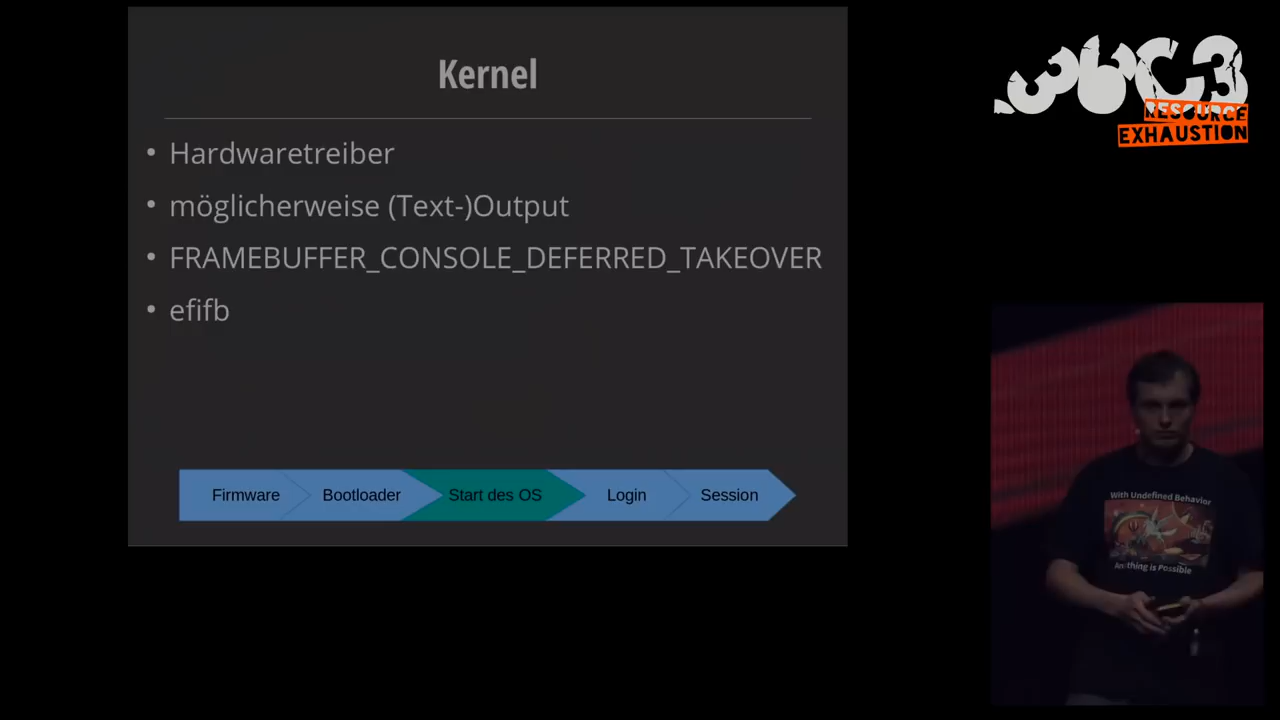 Kernel
• Hardwaretreiber
• möglicherweise (Text-)Output
• FRAMEBUFFER_CONSOLE_DEFERRED_TAKEOVER
• efifb
Firmware
Bootloader
Start des OS
Login
Session
36C3
RESOURCE
EXHAUSTION
With Undefined Behavior
Anything is Possible